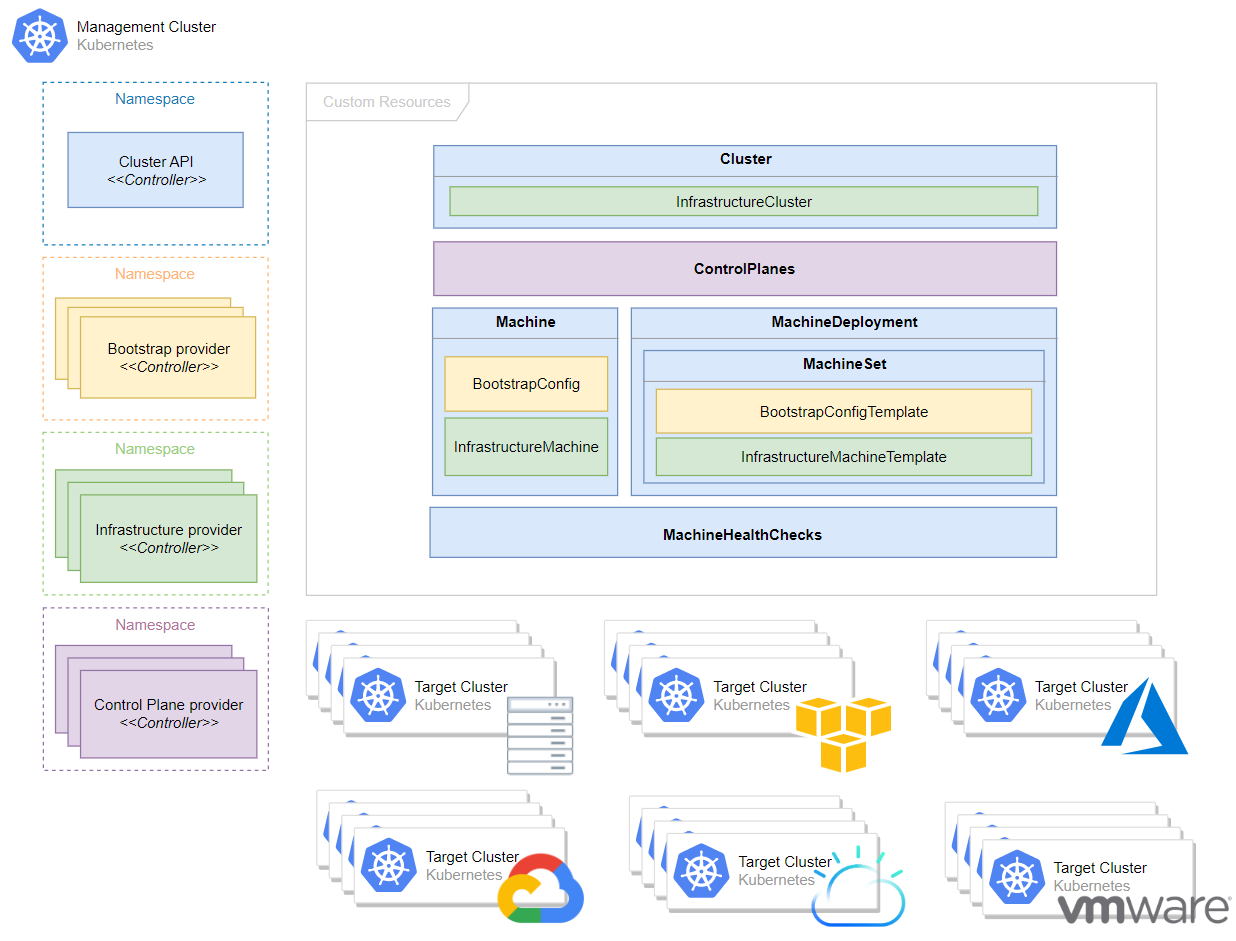 Management Cluster
Kubernetes
Namespace
Cluster API
<<Controller>>
Namespace
Bootstrap provider
<<Controller>>
Namespace
Infrastructure provider
<<Controller>>
Namespace
Control Plane provider
<<Controller>>
Custom Resources
Cluster
InfrastructureCluster
ControlPlanes
Machine
BootstrapConfig
InfrastructureMachine
MachineDeployment
MachineSet
BootstrapConfigTemplate
InfrastructureMachineTemplate
MachineHealthChecks
Target Cluster
Kubernetes
Target Cluster
Kubernetes
Target Cluster
Kubernetes
Target Cluster
Kubernetes
Target Cluster
Kubernetes
Target Cluster
Kubernetes
vmware